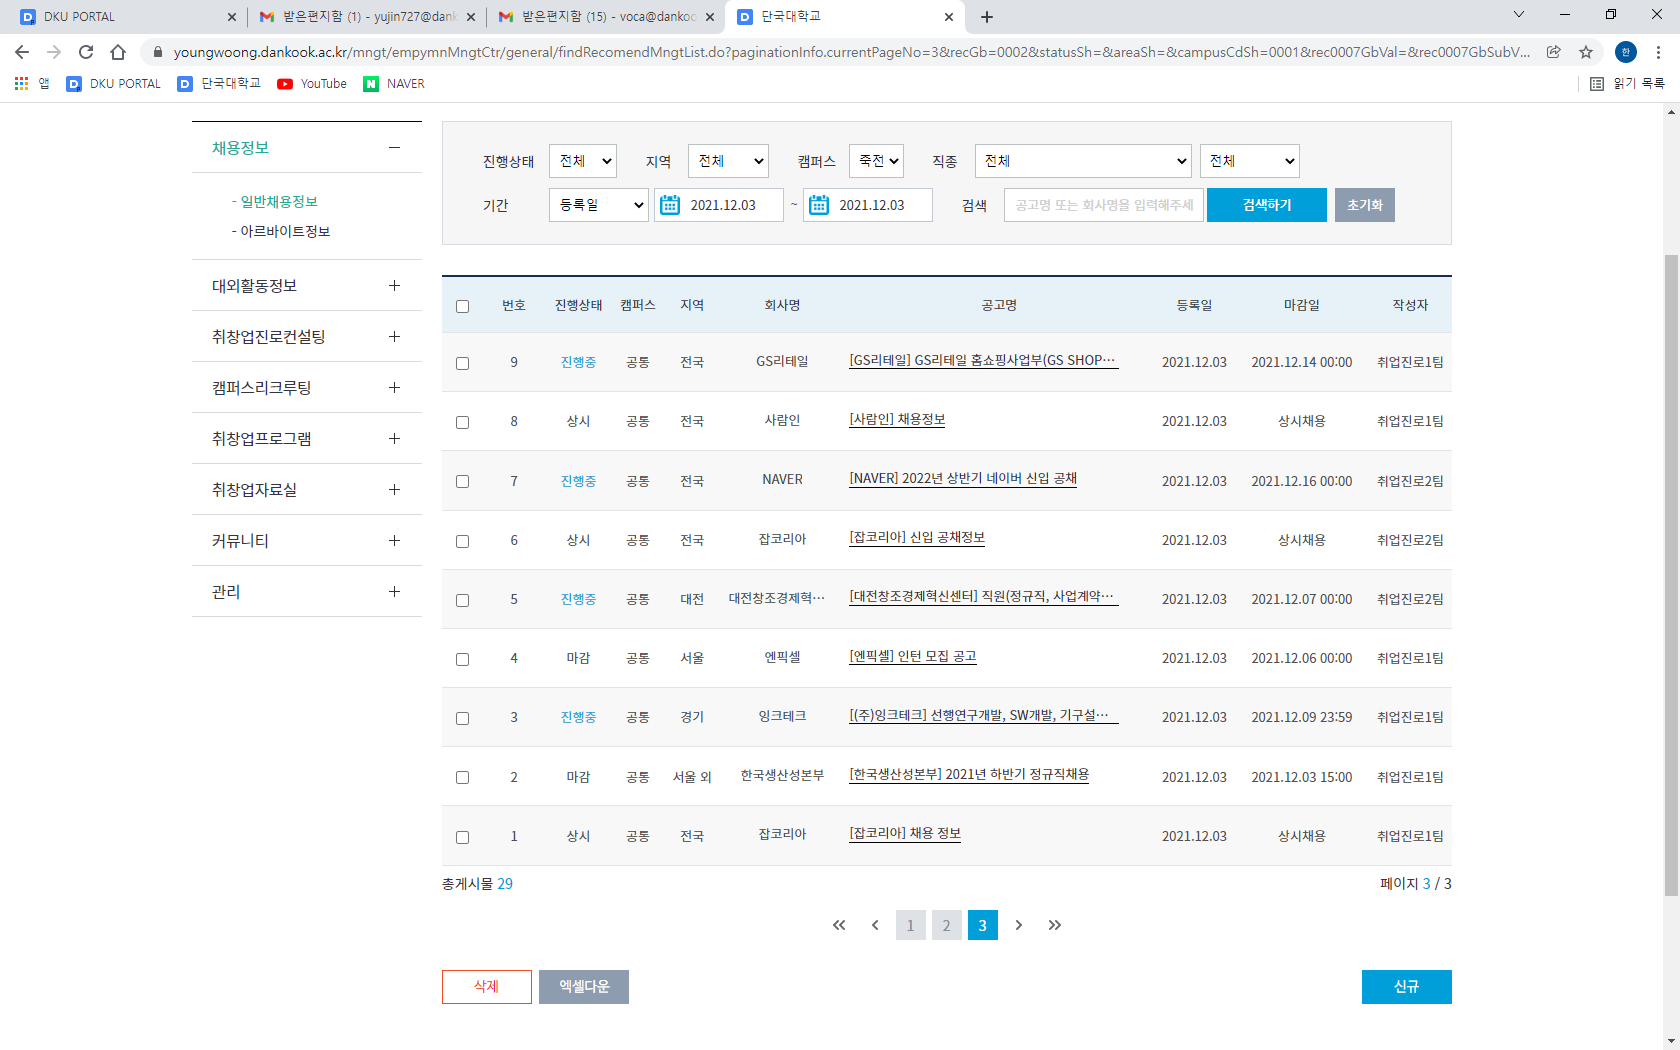 DKU PORTAL
받은편지함 (1) - yujin727@dank
받은편지함 (15) - voca@dankoo
단국대학교
youngwoong.dankook.ac.kr/mngt/empymnMngtCtr/general/findRecomendMngtList.do?paginationInfo.currentPageNo=3&recGb=0002&statusSh=&areaSh=&campusCdSh=0001&rec0007GbVal=&rec0007GbSubV...
한
앱
DKU PORTAL
단국대학교
YouTube
NAVER
읽기 목록
채용정보
- 일반채용정보
- 아르바이트정보
대외활동정보
취창업진로컨설팅
캠퍼스리크루팅
취창업프로그램
취창업자료실
커뮤니티
관리
진행상태 전체 지역 전체 캠퍼스 죽전 직종 전체 전체
기간 등록일 2021.12.03 ~ 2021.12.03 검색 공고명 또는 회사명을 입력해주세 검색하기 초기화
번호 진행상태 캠퍼스 지역 회사명 공고명 등록일 마감일 작성자
9 진행중 공통 전국 GS리테일 [GS리테일] GS리테일 홈쇼핑사업부(GS SHOP… 2021.12.03 2021.12.14 00:00 취업진로1팀
8 상시 공통 전국 사람인 [사람인] 채용정보 2021.12.03 상시채용 취업진로1팀
7 진행중 공통 전국 NAVER [NAVER] 2022년 상반기 네이버 신입 공채 2021.12.03 2021.12.16 00:00 취업진로2팀
6 상시 공통 전국 잡코리아 [잡코리아] 신입 공채정보 2021.12.03 상시채용 취업진로2팀
5 진행중 공통 대전 대전창조경제혁… [대전창조경제혁신센터] 직원(정규직, 사업계약… 2021.12.03 2021.12.07 00:00 취업진로2팀
4 마감 공통 서울 엔픽셀 [엔픽셀] 인턴 모집 공고 2021.12.03 2021.12.06 00:00 취업진로1팀
3 진행중 공통 경기 잉크테크 [(주)잉크테크] 선행연구개발, SW개발, 기구설… 2021.12.03 2021.12.09 23:59 취업진로1팀
2 마감 공통 서울 외 한국생산성본부 [한국생산성본부] 2021년 하반기 정규직채용 2021.12.03 2021.12.03 15:00 취업진로1팀
1 상시 공통 전국 잡코리아 [잡코리아] 채용 정보 2021.12.03 상시채용 취업진로1팀
총게시물 29
페이지 3 / 3
1 2 3
삭제
엑셀다운
신규